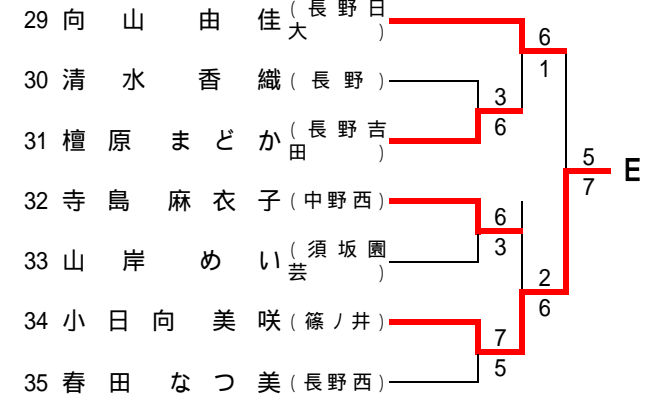 29 向山 由佳 (長野日大)
6
1
30 清水 香織 (長野)
3
6
31 檀原 まどか (長野吉田)
5
7
E
32 寺島 麻衣子 (中野西)
6
3
33 山岸 めい (須坂園芸)
2
6
34 小日向 美咲 (篠ノ井)
7
5
35 春田 なつ美 (長野西)